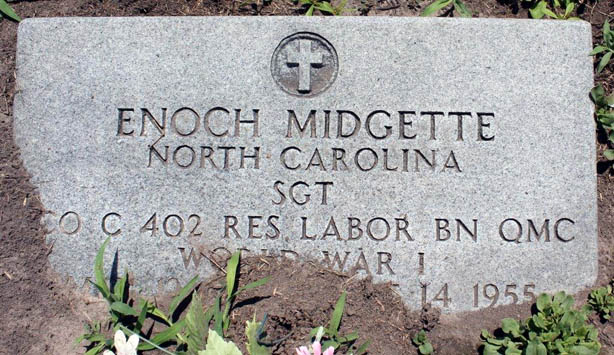 ENOCH MIDGETTE
NORTH CAROLINA
SGT
CO C 402 RES LABOR BN QMC
WORLD WAR I
14 1955